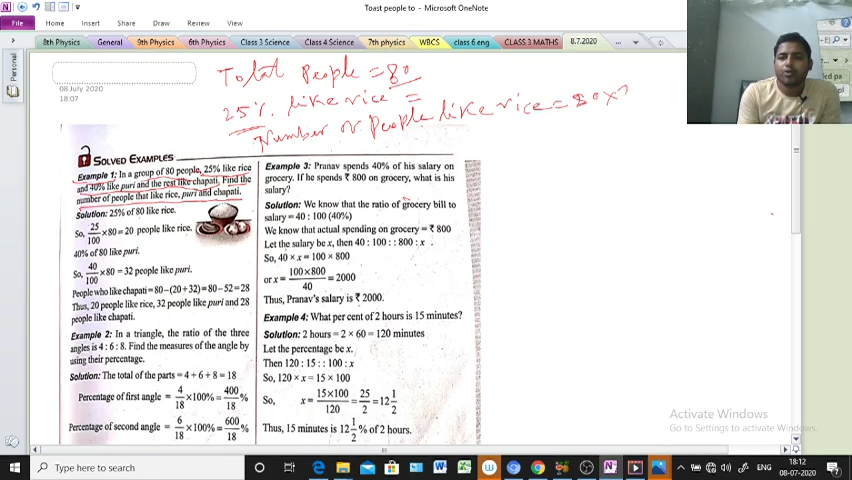 Toast people to - Microsoft OneNote
File Home Insert Share Draw Review View
8th Physics General 9th Physics 6th Physics Class 3 Science Class 4 Science 7th physics WBCS class 6 eng CLASS 3 MATHS 8.7.2020
Personal
08 July 2020
18:07
Total People = 80
25% like rice =
Number or People like rice = 80 x
SOLVED EXAMPLES
Example 1: In a group of 80 people, 25% like rice
and 40% like puri and the rest like chapati. Find the
number of people that like rice, puri and chapati.
Solution: 25% of 80 like rice.
So, 25/100 ×80 = 20 people like rice.
40% of 80 like puri.
So, 40/100 ×80 = 32 people like puri.
People who like chapati = 80–(20+32)=80–52=28
Thus, 20 people like rice, 32 people like puri and 28
people like chapati.
Example 2: In a triangle, the ratio of the three
angles is 4 : 6 : 8. Find the measures of the angle by
using their percentage.
Solution: The total of the parts = 4 + 6 + 8 = 18
Percentage of first angle = 4/18 ×100% = 400/18 %
Percentage of second angle = 6/18 ×100% = 600/18 %
Example 3: Pranav spends 40% of his salary on
grocery. If he spends ₹ 800 on grocery, what is his
salary?
Solution: We know that the ratio of grocery bill to
salary = 40 : 100 (40%)
We know that actual spending on grocery = ₹ 800
Let the salary be x, then 40 : 100 : : 800 : x
So, 40 × x = 100 × 800
or x = 100×800/40 = 2000
Thus, Pranav's salary is ₹ 2000.
Example 4: What per cent of 2 hours is 15 minutes?
Solution: 2 hours = 2 × 60 = 120 minutes
Let the percentage be x.
Then 120 : 15 : : 100 : x
So, 120 × x = 15 × 100
So, x = 15×100/120 = 25/2 = 12 1/2
Thus, 15 minutes is 12 1/2 % of 2 hours.
Activate Windows
Go to Settings to activate Windows.
Type here to search
ENG
18:12
08-07-2020